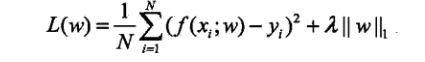 L(w) = \frac{1}{N} \sum_{i=1}^{N} (f(x_i; w) - y_i)^2 + \lambda \| w \|_1